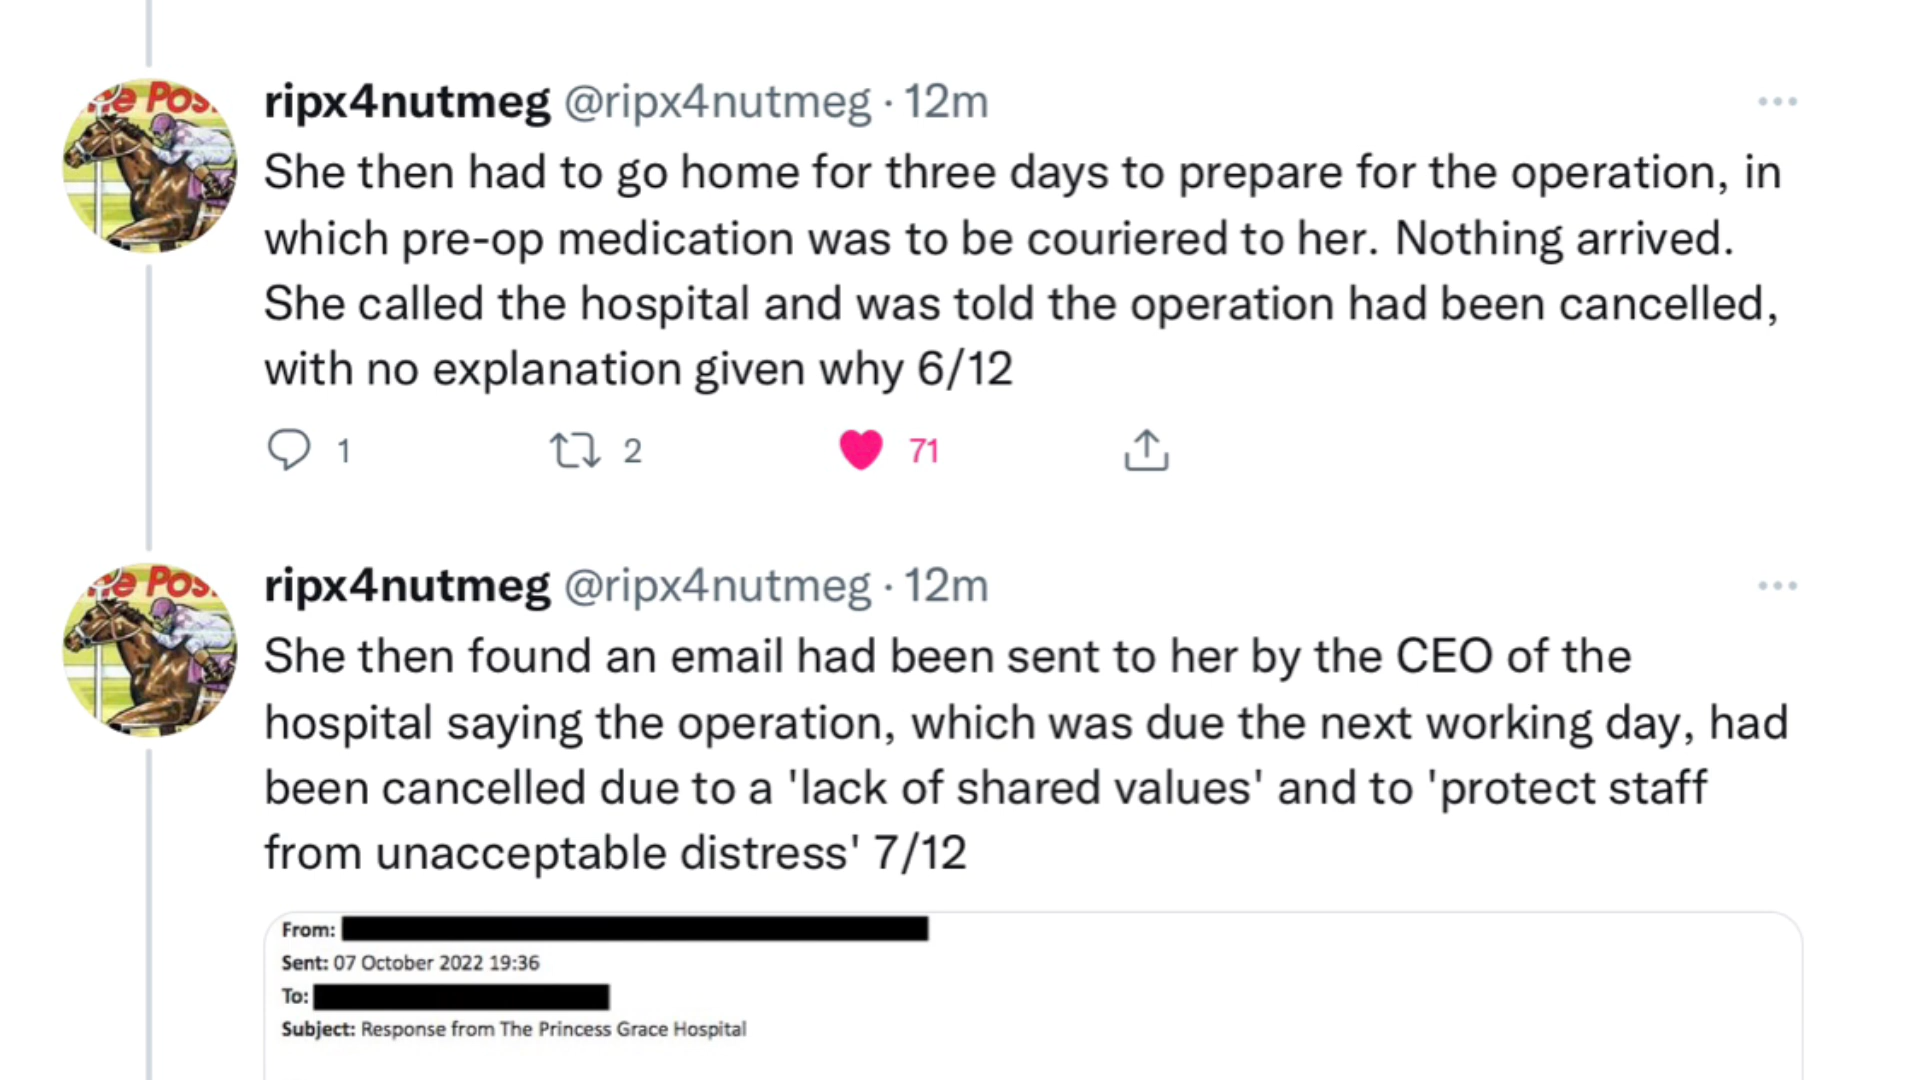 ripx4nutmeg @ripx4nutmeg · 12m
She then had to go home for three days to prepare for the operation, in
which pre-op medication was to be couriered to her. Nothing arrived.
She called the hospital and was told the operation had been cancelled,
with no explanation given why 6/12
1 2 71
ripx4nutmeg @ripx4nutmeg · 12m
She then found an email had been sent to her by the CEO of the
hospital saying the operation, which was due the next working day, had
been cancelled due to a 'lack of shared values' and to 'protect staff
from unacceptable distress' 7/12
From:
Sent: 07 October 2022 19:36
To:
Subject: Response from The Princess Grace Hospital